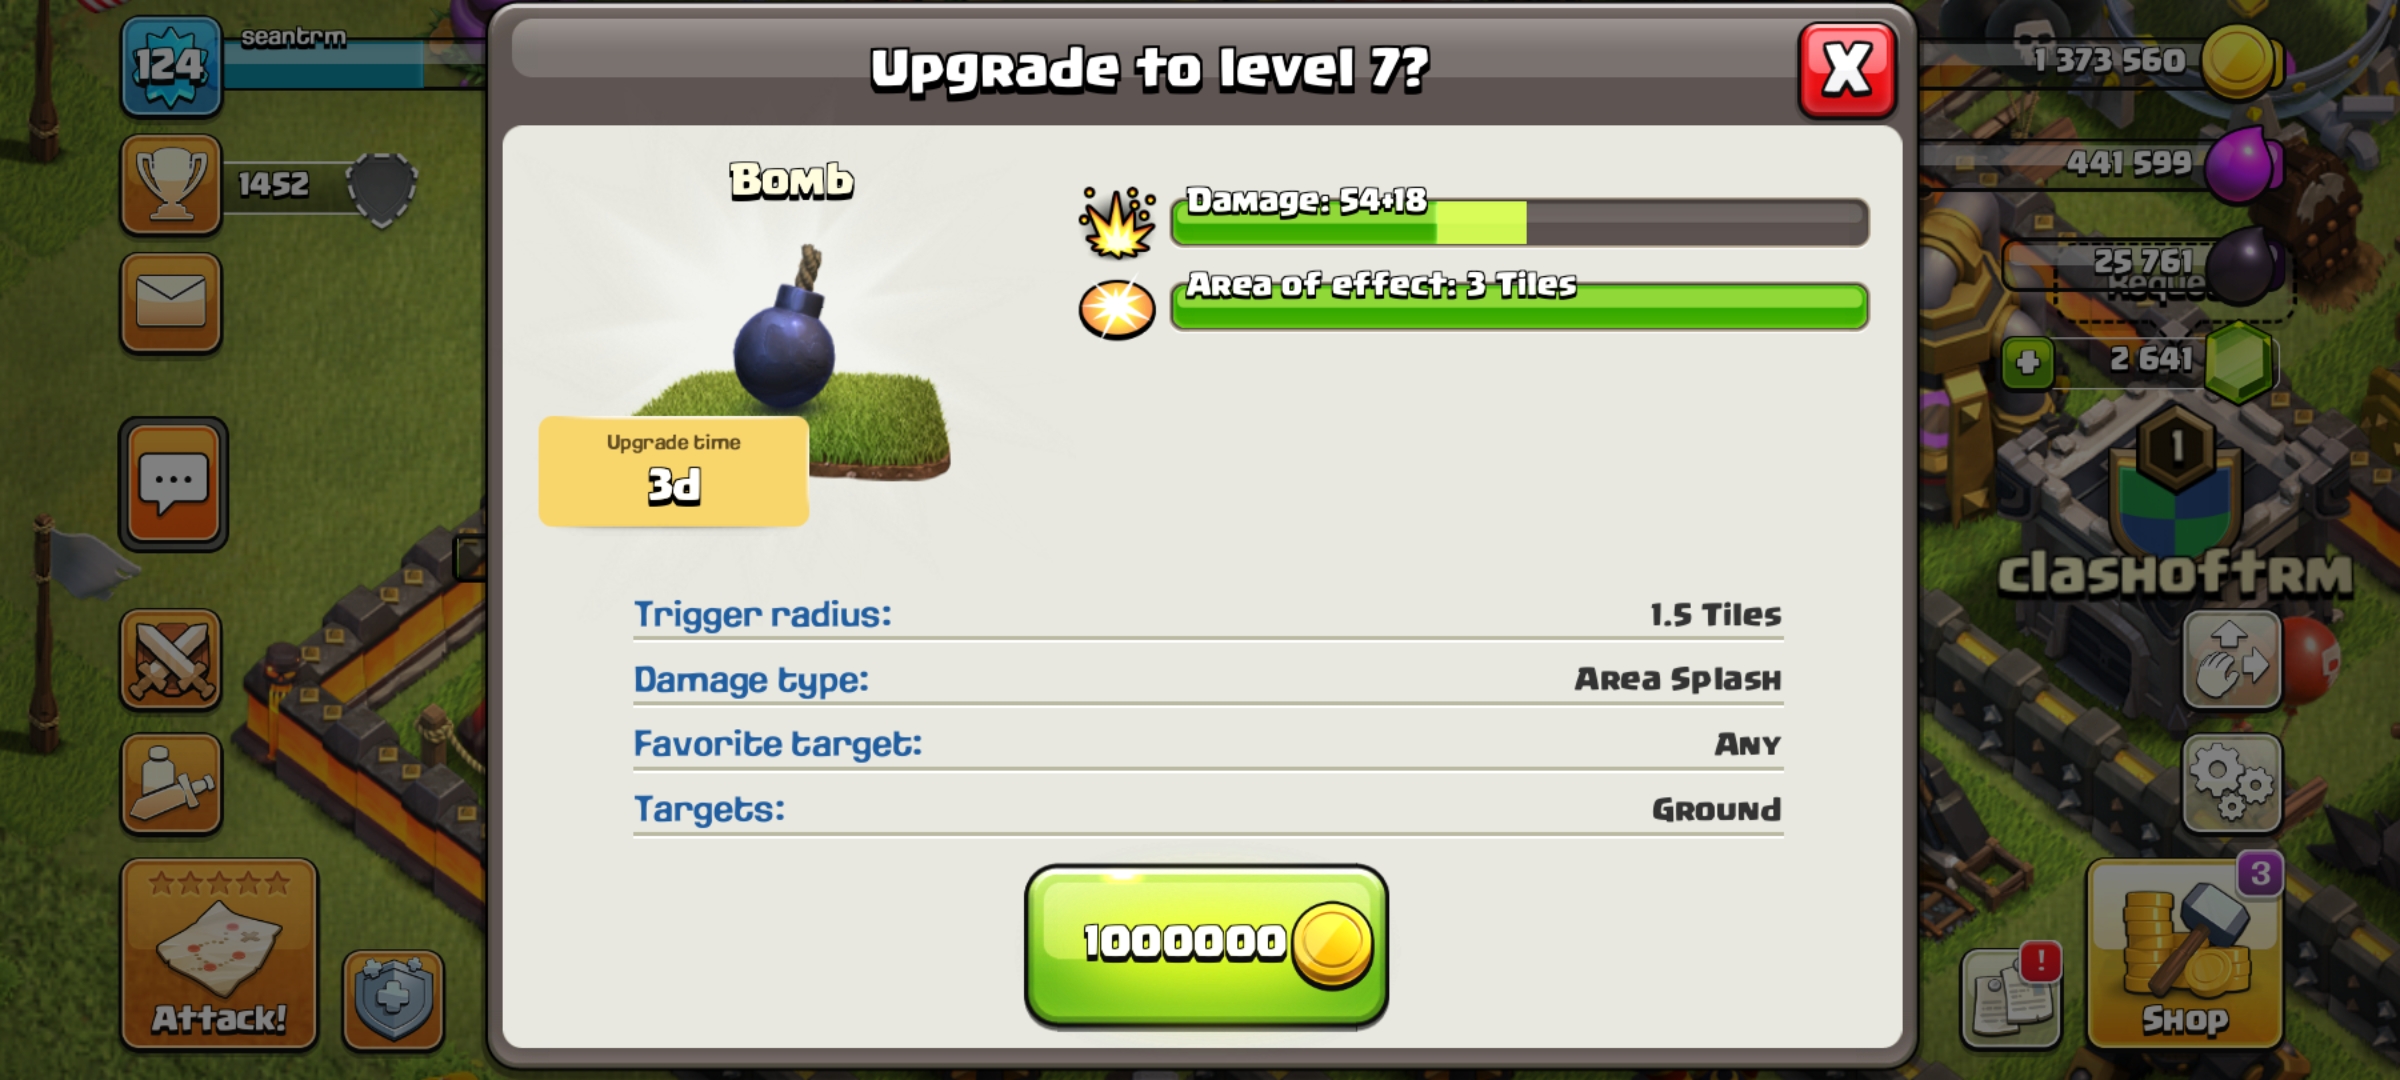 124
seantrm
1452
Attack!
Upgrade to level 7?
X
Bomb
Upgrade time
3d
Damage: 54+18
Area of effect: 3 Tiles
Trigger radius:
1.5 Tiles
Damage type:
Area Splash
Favorite target:
Any
Targets:
Ground
1000000
1 373 560
441 599
25 761
Reque
2 641
1
clashoftrm
3
!
Shop